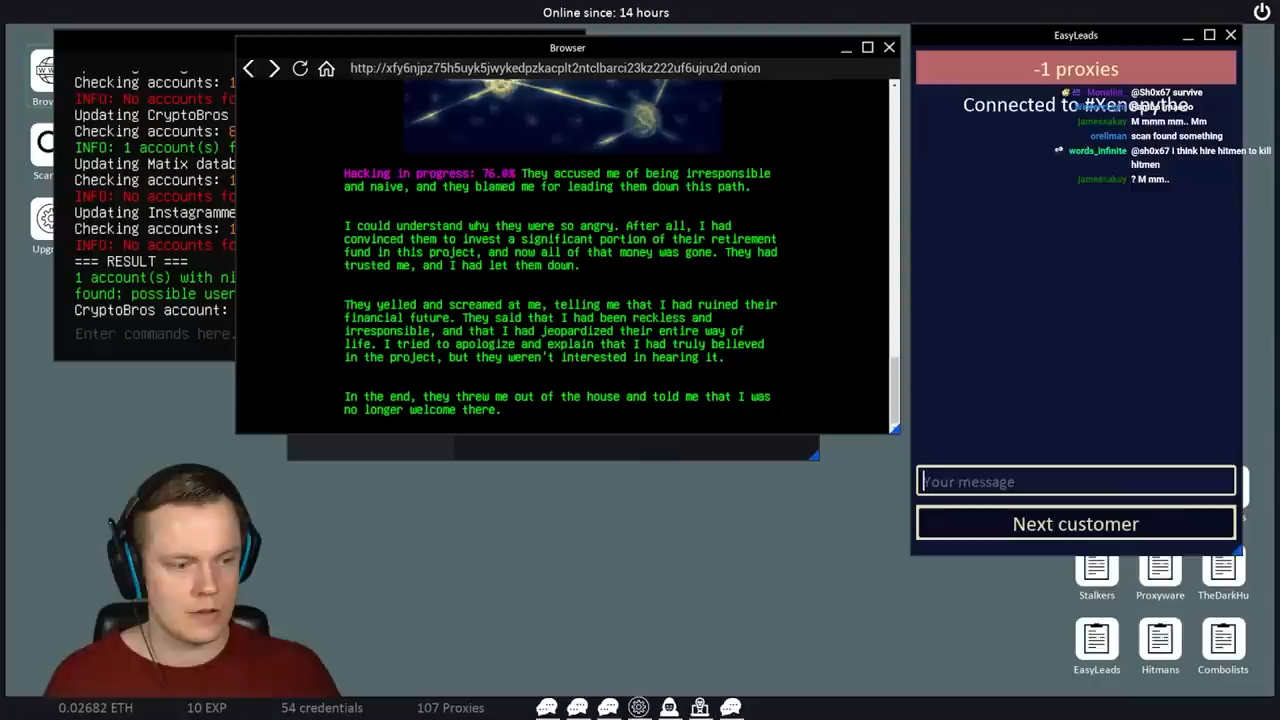 Online since: 14 hours
Browser
http://xfy6njpz75h5uyk5jwykedpzkacplt2ntclbarci23kz222uf6ujru2d.onion
Checking accounts: 1
INFO: No accounts fo
Updating CryptoBros
Checking accounts: 8
INFO: 1 account(s) f
Updating Matix datab
Checking accounts: 1
INFO: No accounts fo
Updating Instagramme
Checking accounts: 1
INFO: No accounts fo
=== RESULT ===
1 account(s) with ni
found; possible user
CryptoBros account:
Enter commands here.
Hacking in progress: 76.0% They accused me of being irresponsible
and naive, and they blamed me for leading them down this path.
I could understand why they were so angry. After all, I had
convinced them to invest a significant portion of their retirement
fund in this project, and now all of that money was gone. They had
trusted me, and I had let them down.
They yelled and screamed at me, telling me that I had ruined their
financial future. They said that I had been reckless and
irresponsible, and that I had jeopardized their entire way of
life. I tried to apologize and explain that I had truly believed
in the project, but they weren't interested in hearing it.
In the end, they threw me out of the house and told me that I was
no longer welcome there.
EasyLeads
-1 proxies
@Sh0x67 survive
Connected to
M mmm mm.. Mm
orellman scan found something
words_infinite @sh0x67 I think hire hitmen to kill
hitmen
? M mm..
Your message
Next customer
Brow
Scan
Upgr
Stalkers
Proxyware
TheDarkHu
EasyLeads
Hitmans
Combolists
0.02682 ETH
10 EXP
54 credentials
107 Proxies